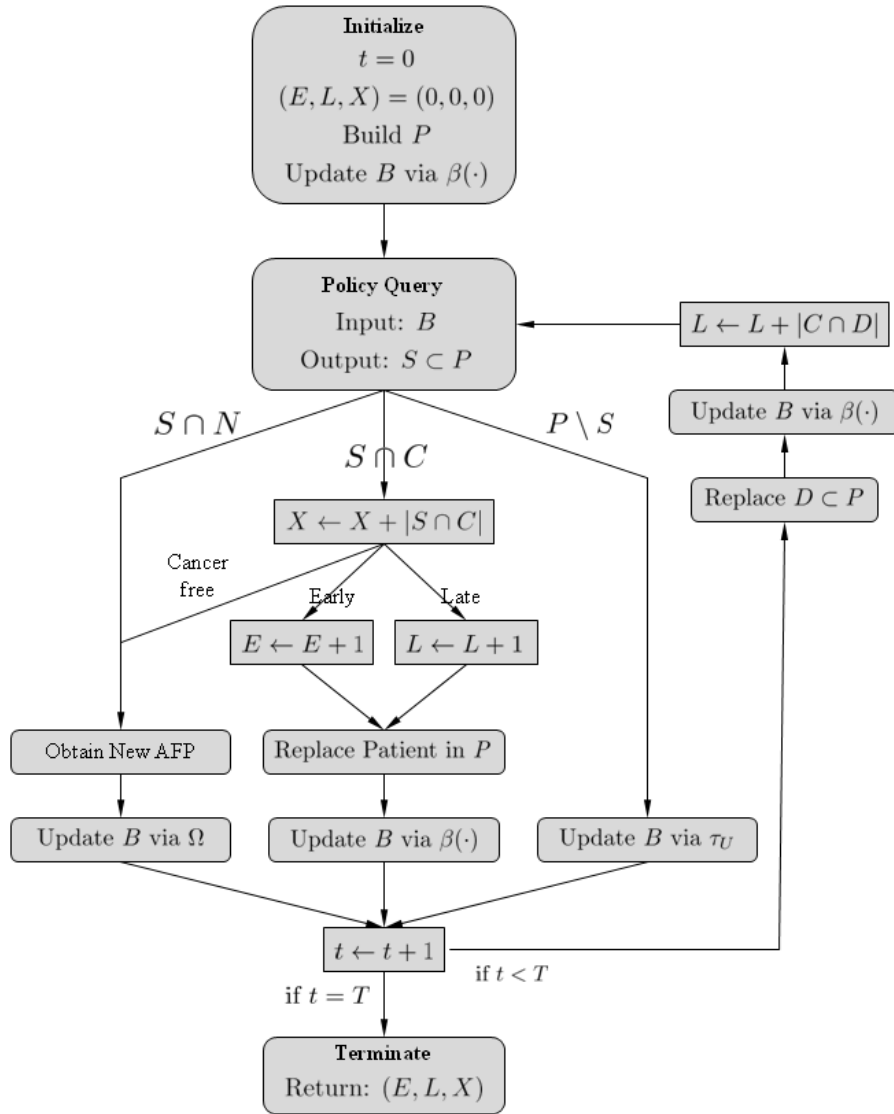 Initialize
t = 0
(E, L, X) = (0, 0, 0)
Build P
Update B via β(·)
Policy Query
Input: B
Output: S ⊂ P
L ← L + |C ∩ D|
Update B via β(·)
Replace D ⊂ P
S ∩ N
S ∩ C
P \ S
X ← X + |S ∩ C|
Cancer
free
Early
Late
E ← E + 1
L ← L + 1
Obtain New AFP
Replace Patient in P
Update B via Ω
Update B via β(·)
Update B via τ_U
t ← t + 1
if t < T
if t = T
Terminate
Return: (E, L, X)